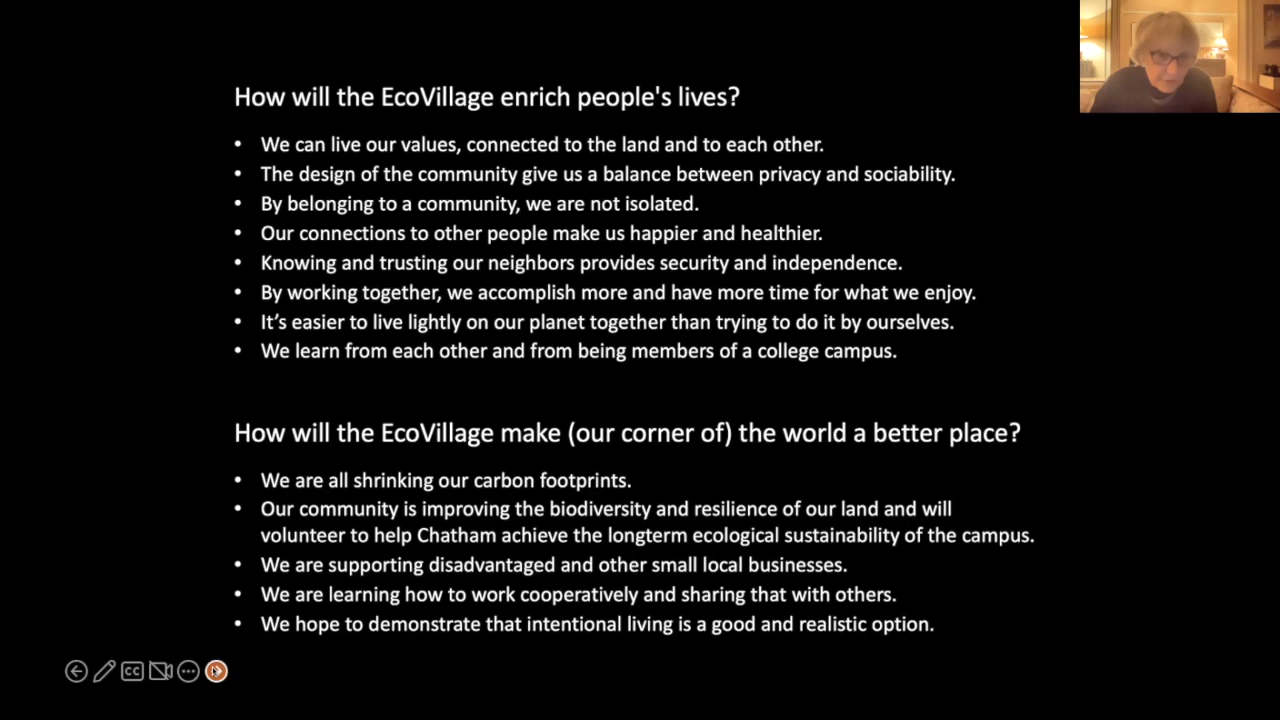 How will the EcoVillage enrich people's lives?
• We can live our values, connected to the land and to each other.
• The design of the community give us a balance between privacy and sociability.
• By belonging to a community, we are not isolated.
• Our connections to other people make us happier and healthier.
• Knowing and trusting our neighbors provides security and independence.
• By working together, we accomplish more and have more time for what we enjoy.
• It’s easier to live lightly on our planet together than trying to do it by ourselves.
• We learn from each other and from being members of a college campus.
How will the EcoVillage make (our corner of) the world a better place?
• We are all shrinking our carbon footprints.
• Our community is improving the biodiversity and resilience of our land and will
volunteer to help Chatham achieve the longterm ecological sustainability of the campus.
• We are supporting disadvantaged and other small local businesses.
• We are learning how to work cooperatively and sharing that with others.
• We hope to demonstrate that intentional living is a good and realistic option.
CC